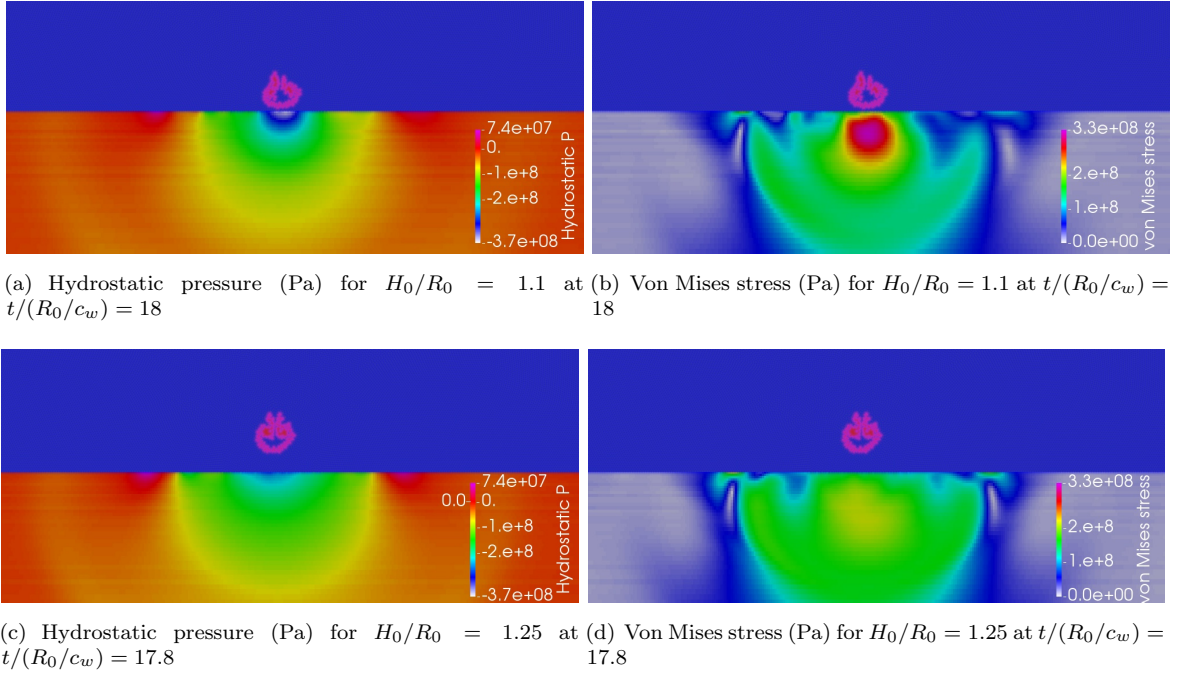 7.4e+07
0.
-1.e+8
-2.e+8
-3.7e+08
Hydrostatic P
3.3e+08
2.e+8
1.e+8
0.0e+00
von Mises stress
(a) Hydrostatic pressure (Pa) for H₀/R₀ = 1.1 at
t/(R₀/c_w) = 18
(b) Von Mises stress (Pa) for H₀/R₀ = 1.1 at t/(R₀/c_w) =
18
7.4e+07
0.0
0.
-1.e+8
-2.e+8
-3.7e+08
Hydrostatic P
3.3e+08
2.e+8
1.e+8
0.0e+00
von Mises stress
(c) Hydrostatic pressure (Pa) for H₀/R₀ = 1.25 at
t/(R₀/c_w) = 17.8
(d) Von Mises stress (Pa) for H₀/R₀ = 1.25 at t/(R₀/c_w) =
17.8